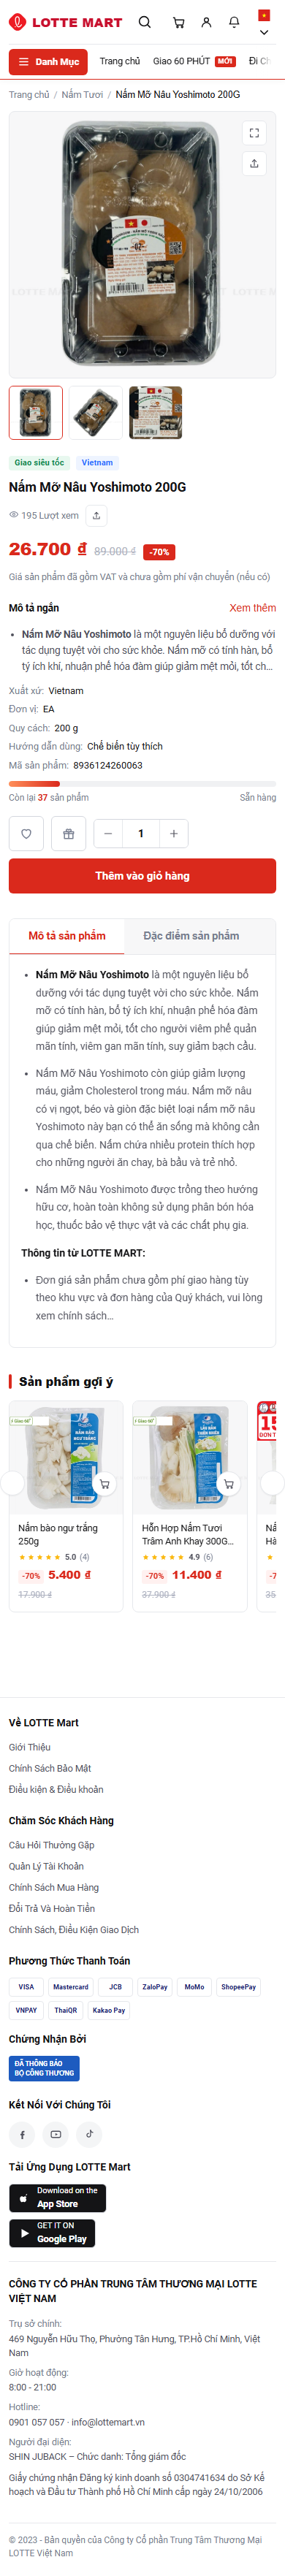 LOTTE MART
Danh Mục
Trang chủ
Giao 60 PHÚT
MỚI
Đi Ch
Trang chủ / Nấm Tươi / Nấm Mỡ Nâu Yoshimoto 200G
Giao siêu tốc
Vietnam
Nấm Mỡ Nâu Yoshimoto 200G
195 Lượt xem
26.700 ₫ 89.000 ₫ -70%
Giá sản phẩm đã gồm VAT và chưa gồm phí vận chuyển (nếu có)
Mô tả ngắn
Xem thêm
• Nấm Mỡ Nâu Yoshimoto là một nguyên liệu bổ dưỡng với
tác dụng tuyệt vời cho sức khỏe. Nấm mỡ có tính hàn, bổ
tỳ ích khí, nhuận phế hóa đàm giúp giảm mệt mỏi, tốt ch...
Xuất xứ: Vietnam
Đơn vị: EA
Quy cách: 200 g
Hướng dẫn dùng: Chế biến tùy thích
Mã sản phẩm: 8936124260063
Còn lại 37 sản phẩm
Sẵn hàng
1
Thêm vào giỏ hàng
Mô tả sản phẩm
Đặc điểm sản phẩm
• Nấm Mỡ Nâu Yoshimoto là một nguyên liệu bổ
dưỡng với tác dụng tuyệt vời cho sức khỏe. Nấm
mỡ có tính hàn, bổ tỳ ích khí, nhuận phế hóa đàm
giúp giảm mệt mỏi, tốt cho người viêm phế quản
mãn tính, viêm gan mãn tính, suy giảm bạch cầu.
• Nấm Mỡ Nâu Yoshimoto còn giúp giảm lượng
máu, giảm Cholesterol trong máu. Nấm mỡ nâu
có vị ngọt, béo và giòn đặc biệt loại nấm mỡ nâu
Yoshimoto này bạn có thể ăn sống mà không cần
qua chế biến. Nấm chứa nhiều protein thích hợp
cho những người ăn chay, bà bầu và trẻ nhỏ.
• Nấm Mỡ Nâu Yoshimoto được trồng theo hướng
hữu cơ, hoàn toàn không sử dụng phân bón hóa
học, thuốc bảo vệ thực vật và các chất phụ gia.
Thông tin từ LOTTE MART:
• Đơn giá sản phẩm chưa gồm phí giao hàng tùy
theo khu vực và đơn hàng của Quý khách, vui lòng
xem chính sách...
Sản phẩm gợi ý
Nấm bào ngư trắng
250g
5.0 (4)
-70% 5.400 ₫
17.900 ₫
Hỗn Hợp Nấm Tươi
Trâm Anh Khay 300G...
4.9 (6)
-70% 11.400 ₫
37.900 ₫
Về LOTTE Mart
Giới Thiệu
Chính Sách Bảo Mật
Điều kiện & Điều khoản
Chăm Sóc Khách Hàng
Câu Hỏi Thường Gặp
Quản Lý Tài Khoản
Chính Sách Mua Hàng
Đổi Trả Và Hoàn Tiền
Chính Sách, Điều Kiện Giao Dịch
Phương Thức Thanh Toán
VISA
Mastercard
JCB
ZaloPay
MoMo
ShopeePay
VNPAY
ThaiQR
Kakao Pay
Chứng Nhận Bởi
ĐÃ THÔNG BÁO
BỘ CÔNG THƯƠNG
Kết Nối Với Chúng Tôi
Tải Ứng Dụng LOTTE Mart
Download on the
App Store
GET IT ON
Google Play
CÔNG TY CỔ PHẦN TRUNG TÂM THƯƠNG MẠI LOTTE
VIỆT NAM
Trụ sở chính:
469 Nguyễn Hữu Thọ, Phường Tân Hưng, TP.Hồ Chí Minh, Việt
Nam
Giờ hoạt động:
8:00 - 21:00
Hotline:
0901 057 057 · info@lottemart.vn
Người đại diện:
SHIN JUBACK – Chức danh: Tổng giám đốc
Giấy chứng nhận Đăng ký kinh doanh số 0304741634 do Sở Kế
hoạch và Đầu tư Thành phố Hồ Chí Minh cấp ngày 24/10/2006
© 2023 - Bản quyền của Công ty Cổ phần Trung Tâm Thương Mại
LOTTE Việt Nam